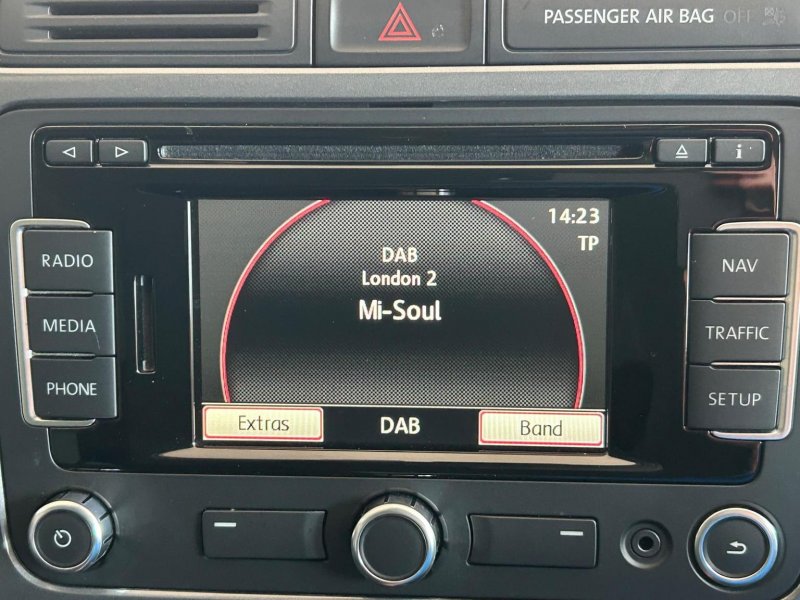 PASSENGER AIR BAG OFF
i
14:23
TP
DAB
London 2
Mi-Soul
RADIO
MEDIA
PHONE
NAV
TRAFFIC
SETUP
Extras
DAB
Band